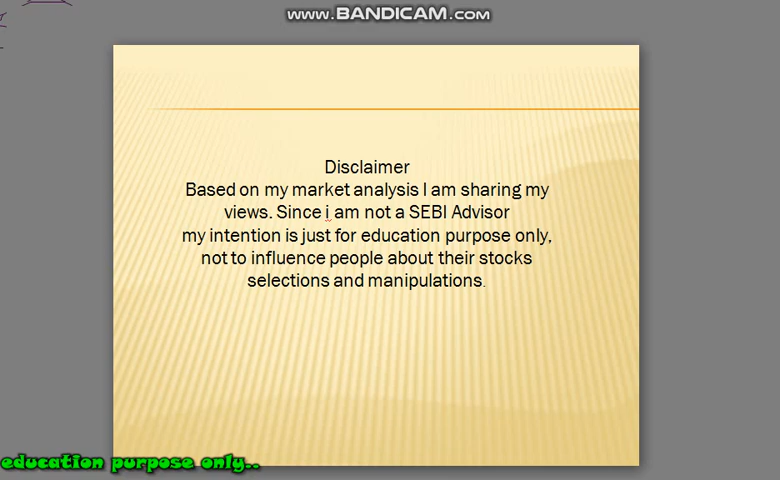 www.BANDICAM.com
Disclaimer
Based on my market analysis I am sharing my
views. Since i am not a SEBI Advisor
my intention is just for education purpose only,
not to influence people about their stocks
selections and manipulations.
education purpose only..